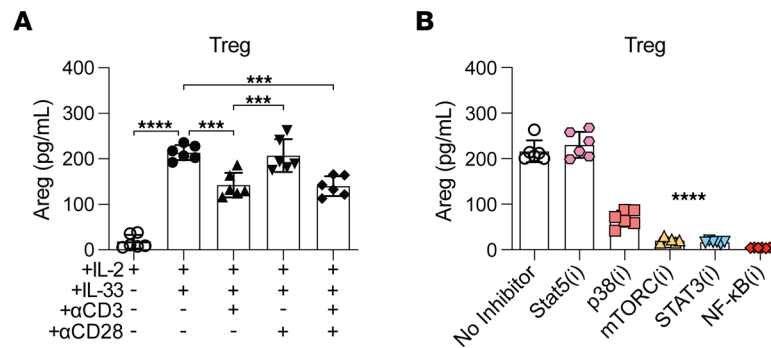 A
Treg
Areg (pg/mL)
400
300
200
100
0
****
***
***
***
+IL-2 + + + + +
+IL-33 - + + + +
+αCD3 - - + - +
+αCD28 - - - + +
B
Treg
Areg (pg/mL)
400
300
200
100
0
****
No Inhibitor
Stat5(i)
p38(i)
mTORC(i)
STAT3(i)
NF-κB(i)